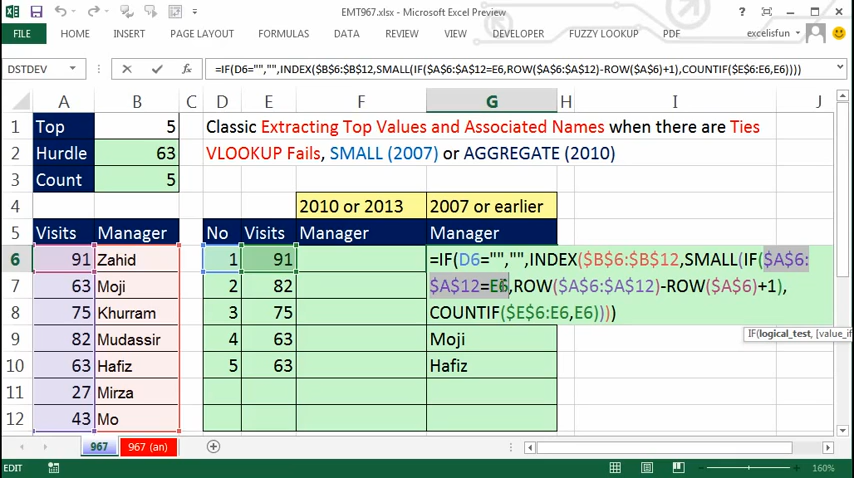 EMT967.xlsx - Microsoft Excel Preview
FILE HOME INSERT PAGE LAYOUT FORMULAS DATA REVIEW VIEW DEVELOPER FUZZY LOOKUP PDF excelisfun
DSTDEV fx =IF(D6="","",INDEX($B$6:$B$12,SMALL(IF($A$6:$A$12=E6,ROW($A$6:$A$12)-ROW($A$6)+1),COUNTIF($E$6:E6,E6))))
A B C D E F G H I J
1 Top 5 Classic Extracting Top Values and Associated Names when there are Ties
2 Hurdle 63 VLOOKUP Fails, SMALL (2007) or AGGREGATE (2010)
3 Count 5
4 2010 or 2013 2007 or earlier
5 Visits Manager No Visits Manager Manager
6 91 Zahid 1 91 =IF(D6="","",INDEX($B$6:$B$12,SMALL(IF($A$6:
7 63 Moji 2 82 $A$12=E6,ROW($A$6:$A$12)-ROW($A$6)+1),
8 75 Khurram 3 75 COUNTIF($E$6:E6,E6))))
IF(logical_test, [value_if
9 82 Mudassir 4 63 Moji
10 63 Hafiz 5 63 Hafiz
11 27 Mirza
12 43 Mo
967 967 (an)
EDIT 160%